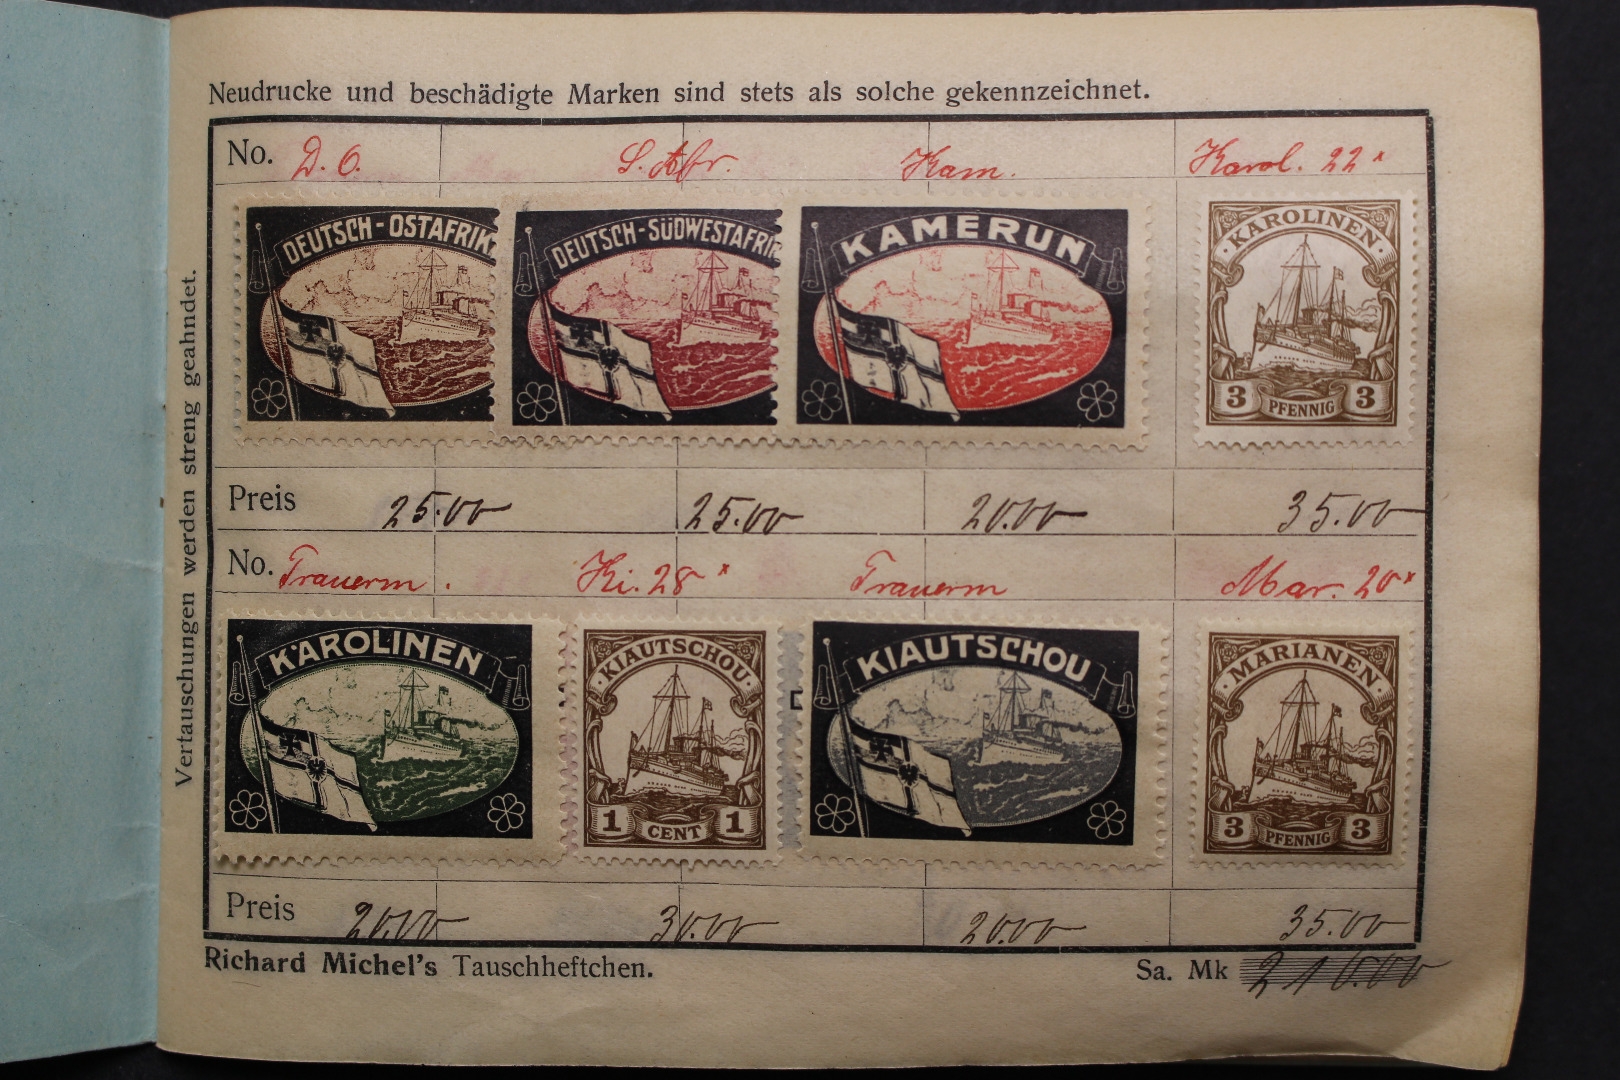 Neudrucke und beschädigte Marken sind stets als solche gekennzeichnet.
Vertauschungen werden streng geahndet.
No. D. O. S. Afr. Kam. Karol. 22 x
DEUTSCH-OSTAFRIK
DEUTSCH-SÜDWESTAFRIK
KAMERUN
KAROLINEN
3 PFENNIG 3
Preis 25.00 25.00 20.00 35.00
No. Trauerm. Ki. 28 x Trauerm Mar. 20 x
KAROLINEN
KIAUTSCHOU
1 CENT 1
KIAUTSCHOU
MARIANEN
3 PFENNIG 3
Preis 20.00 30.00 20.00 35.00
Richard Michel's Tauschheftchen. Sa. Mk 210.00